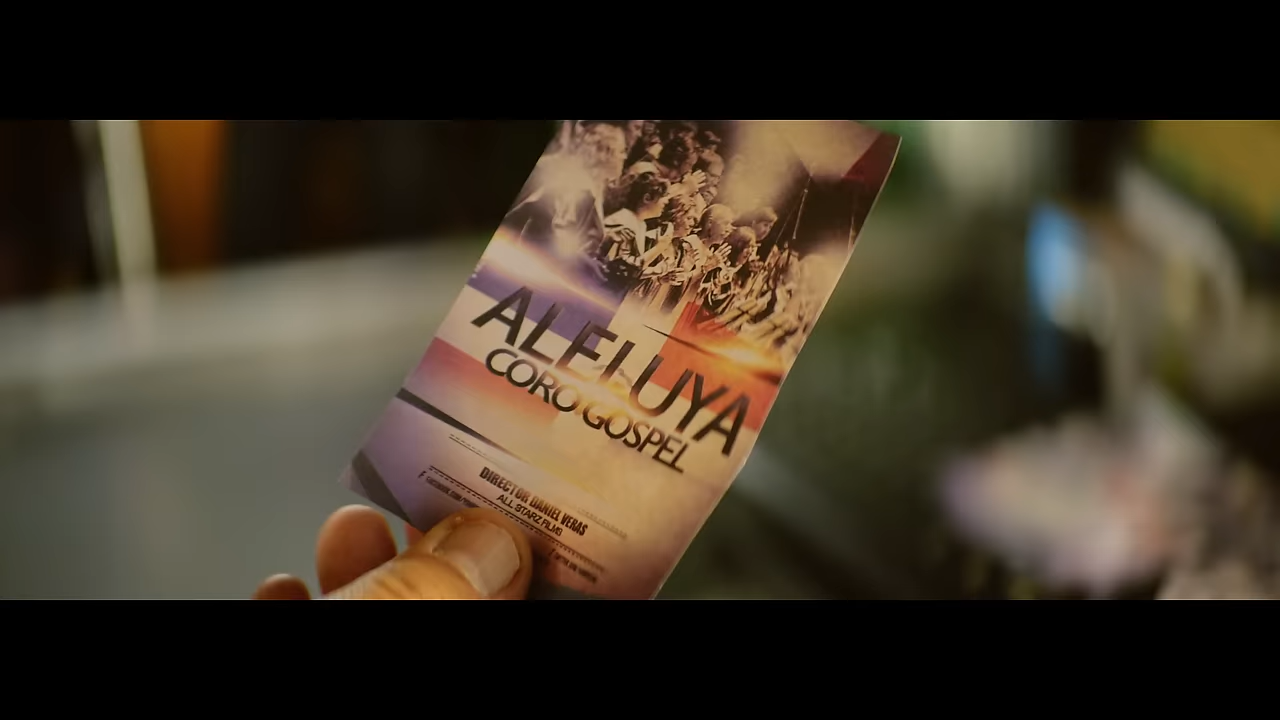 ALELUYA
CORO GOSPEL
DIRECTOR DANIEL VERAS
ALL STARZ FILMS